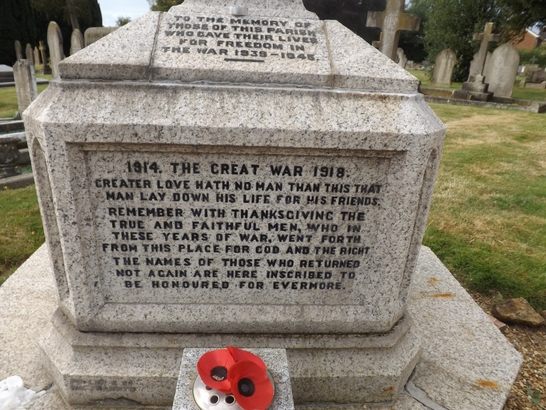 TO THE MEMORY OF
THOSE OF THIS PARISH
WHO GAVE THEIR LIVES
FOR FREEDOM IN
THE WAR 1939-1945.
1914. THE GREAT WAR 1918.
GREATER LOVE HATH NO MAN THAN THIS THAT
MAN LAY DOWN HIS LIFE FOR HIS FRIENDS,
REMEMBER WITH THANKSGIVING THE
TRUE AND FAITHFUL MEN, WHO IN
THESE YEARS OF WAR, WENT FORTH
FROM THIS PLACE FOR GOD AND THE RIGHT
THE NAMES OF THOSE WHO RETURNED
NOT AGAIN ARE HERE INSCRIBED TO
BE HONOURED FOR EVERMORE.